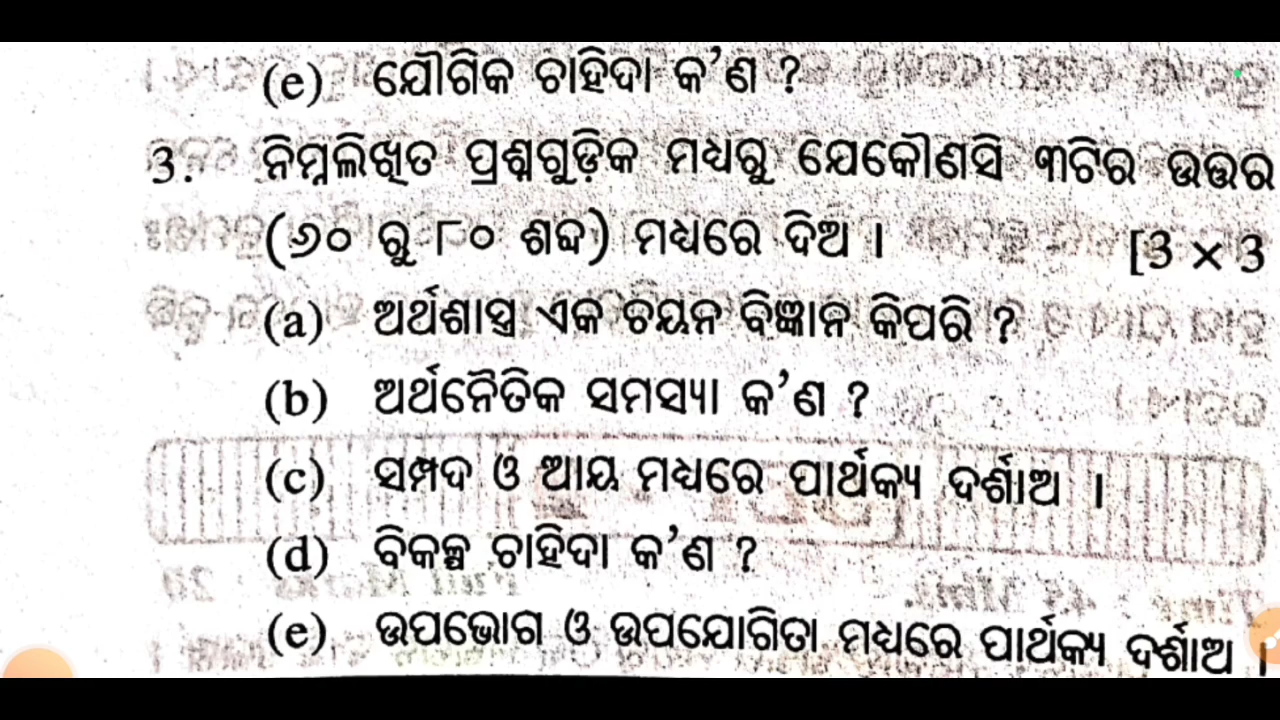 (e) ଯୌଗିକ ଚାହିଦା କ'ଣ ?
3. ନିମ୍ନଲିଖିତ ପ୍ରଶ୍ନଗୁଡ଼ିକ ମଧ୍ୟରୁ ଯେକୌଣସି ୩ଟିର ଉତ୍ତର
(୬୦ ରୁ ୮୦ ଶବ୍ଦ) ମଧ୍ୟରେ ଦିଅ । [3 × 3
(a) ଅର୍ଥଶାସ୍ତ୍ର ଏକ ଚୟନ ବିଜ୍ଞାନ କିପରି ?
(b) ଅର୍ଥନୈତିକ ସମସ୍ୟା କ'ଣ ?
(c) ସମ୍ପଦ ଓ ଆୟ ମଧ୍ୟରେ ପାର୍ଥକ୍ୟ ଦର୍ଶାଅ ।
(d) ବିକଳ୍ପ ଚାହିଦା କ'ଣ ?
(e) ଉପଭୋଗ ଓ ଉପଯୋଗିତା ମଧ୍ୟରେ ପାର୍ଥକ୍ୟ ଦର୍ଶାଅ ।